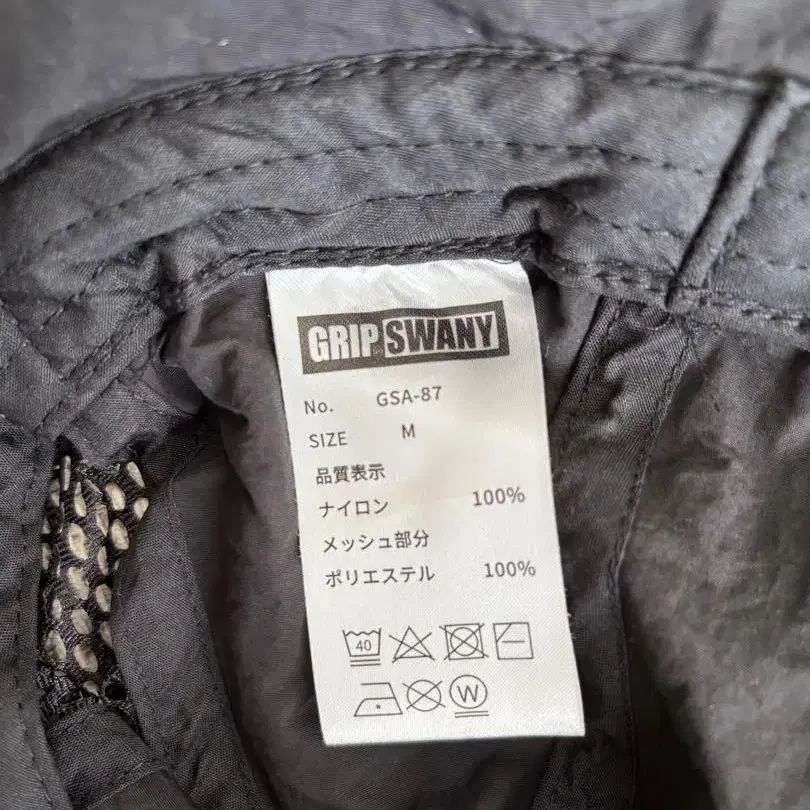 GRIP SWANY
No. GSA-87
SIZE M
品質表示
ナイロン 100%
メッシュ部分
ポリエステル 100%
40
W